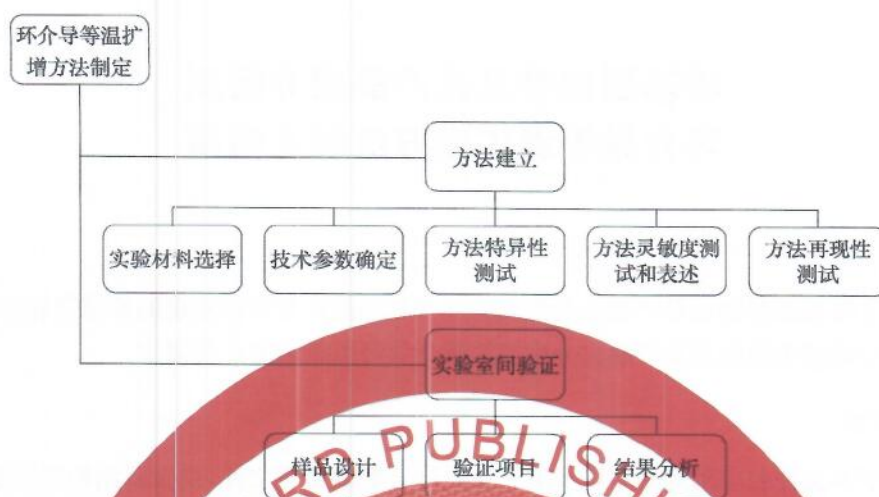 环介导等温扩
增方法制定
方法建立
实验材料选择
技术参数确定
方法特异性
测试
方法灵敏度测
试和表述
方法再现性
测试
实验室间验证
样品设计
验证项目
结果分析
RD PUBLISH